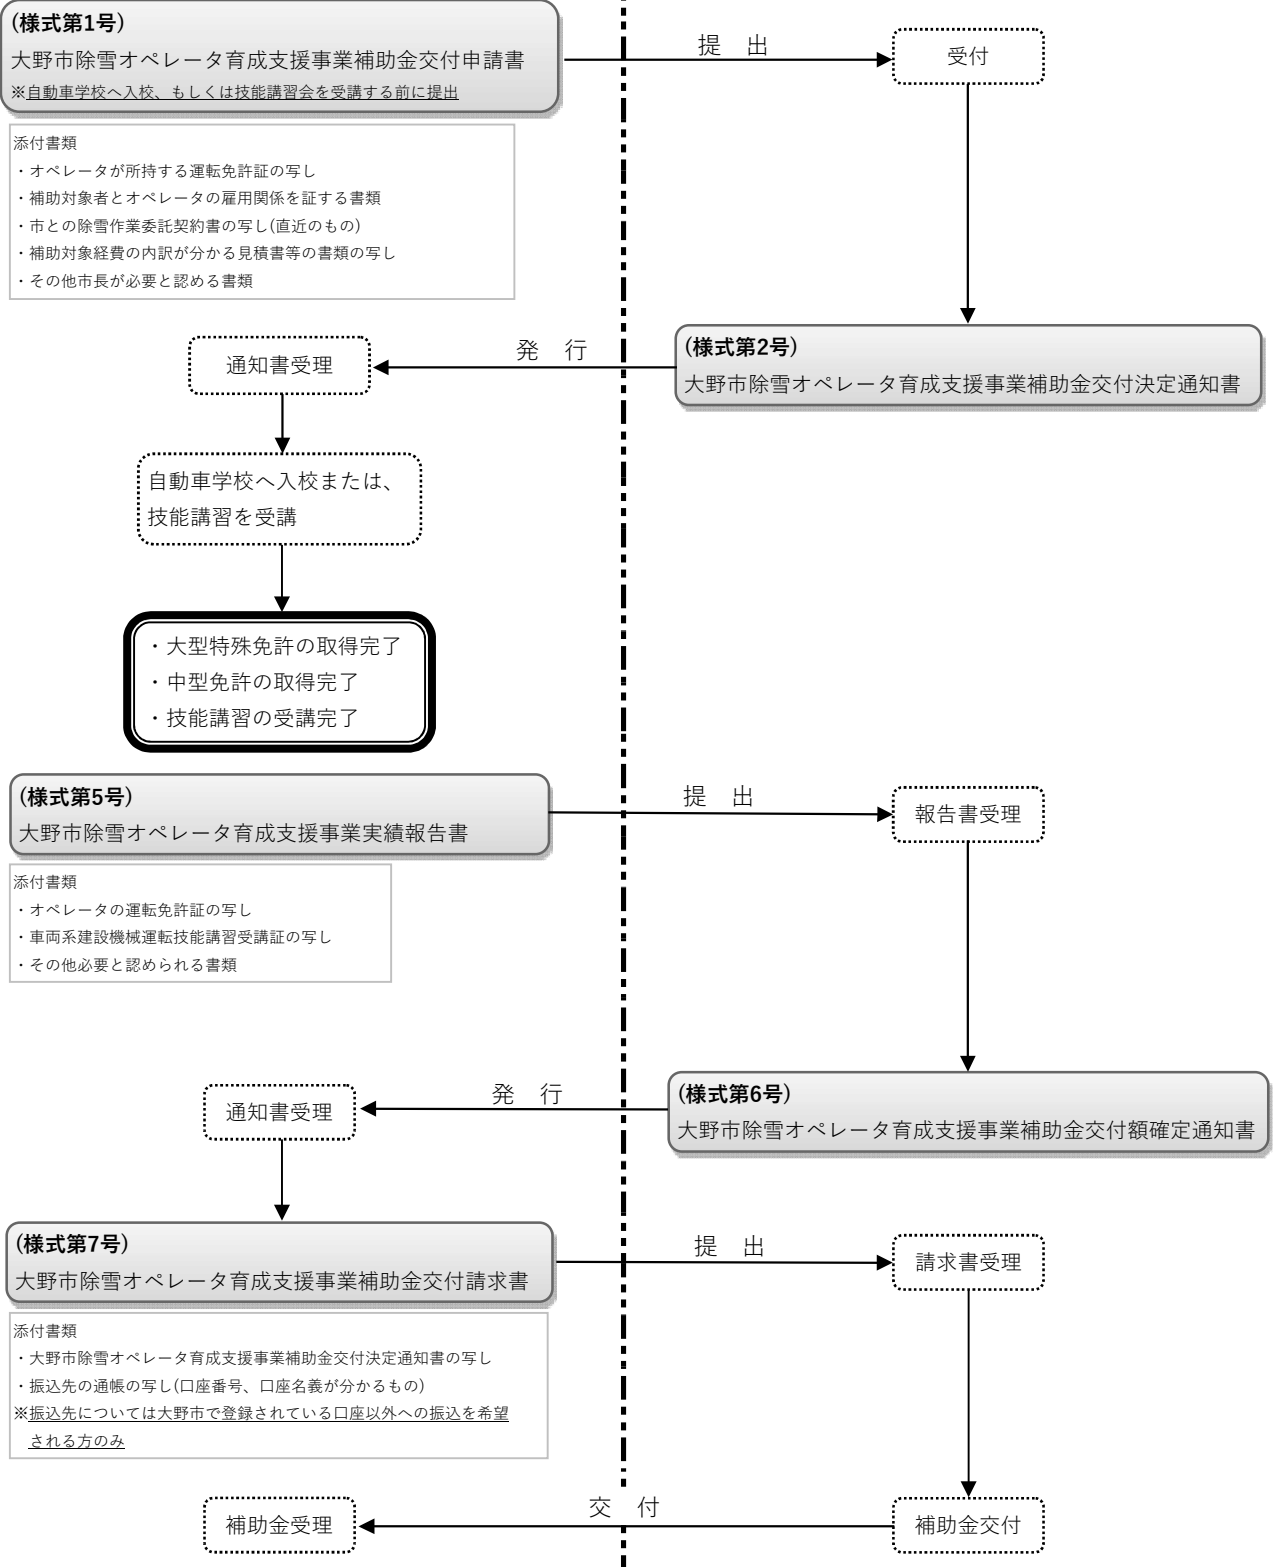 (様式第1号)
大野市除雪オペレータ育成支援事業補助金交付申請書
※自動車学校へ入校、もしくは技能講習会を受講する前に提出
提　出
受付
添付書類
・オペレータが所持する運転免許証の写し
・補助対象者とオペレータの雇用関係を証する書類
・市との除雪作業委託契約書の写し(直近のもの)
・補助対象経費の内訳が分かる見積書等の書類の写し
・その他市長が必要と認める書類
(様式第2号)
大野市除雪オペレータ育成支援事業補助金交付決定通知書
発　行
通知書受理
自動車学校へ入校または、
技能講習を受講
・大型特殊免許の取得完了
・中型免許の取得完了
・技能講習の受講完了
(様式第5号)
大野市除雪オペレータ育成支援事業実績報告書
提　出
報告書受理
添付書類
・オペレータの運転免許証の写し
・車両系建設機械運転技能講習受講証の写し
・その他必要と認められる書類
(様式第6号)
大野市除雪オペレータ育成支援事業補助金交付額確定通知書
発　行
通知書受理
(様式第7号)
大野市除雪オペレータ育成支援事業補助金交付請求書
提　出
請求書受理
添付書類
・大野市除雪オペレータ育成支援事業補助金交付決定通知書の写し
・振込先の通帳の写し(口座番号、口座名義が分かるもの)
※振込先については大野市で登録されている口座以外への振込を希望
される方のみ
補助金交付
交　付
補助金受理